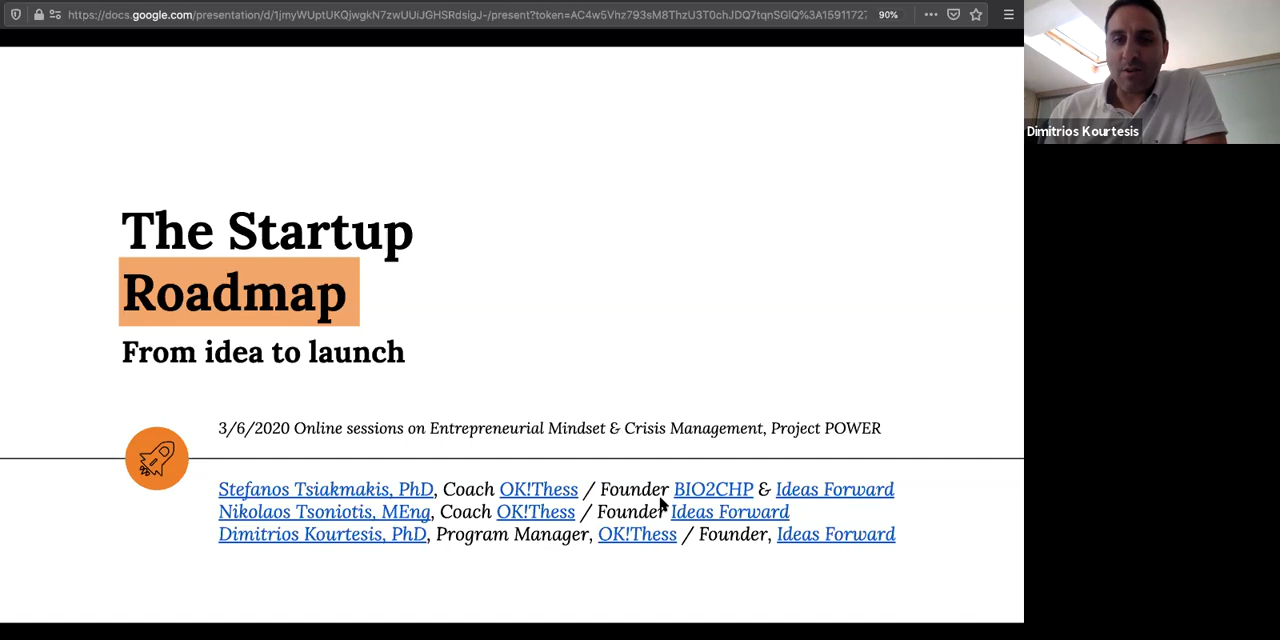 https://docs.google.com/presentation/d/1jmyWUptUKQjwgkN7zwUUiJGHSRdsigJ-/present?token=AC4w5Vhz793sM8ThzU3T0chJDQ7tqnSGlQ%3A1591172
90%
Dimitrios Kourtesis
The Startup
Roadmap
From idea to launch
3/6/2020 Online sessions on Entrepreneurial Mindset & Crisis Management, Project POWER
Stefanos Tsiakmakis, PhD, Coach OK!Thess / Founder BIO2CHP & Ideas Forward
Nikolaos Tsoniotis, MEng, Coach OK!Thess / Founder Ideas Forward
Dimitrios Kourtesis, PhD, Program Manager, OK!Thess / Founder, Ideas Forward